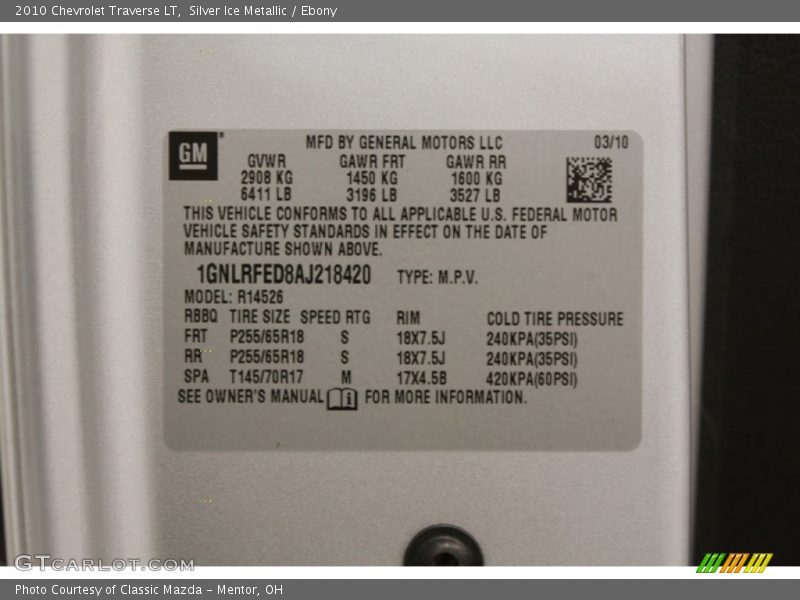 2010 Chevrolet Traverse LT, Silver Ice Metallic / Ebony
GM
MFD BY GENERAL MOTORS LLC 03/10
GVWR GAWR FRT GAWR RR
2908 KG 1450 KG 1600 KG
6411 LB 3196 LB 3527 LB
THIS VEHICLE CONFORMS TO ALL APPLICABLE U.S. FEDERAL MOTOR
VEHICLE SAFETY STANDARDS IN EFFECT ON THE DATE OF
MANUFACTURE SHOWN ABOVE.
1GNLRFED8AJ218420 TYPE: M.P.V.
MODEL: R14526
RBBQ TIRE SIZE SPEED RTG RIM COLD TIRE PRESSURE
FRT P255/65R18 S 18X7.5J 240KPA(35PSI)
RR P255/65R18 S 18X7.5J 240KPA(35PSI)
SPA T145/70R17 M 17X4.5B 420KPA(60PSI)
SEE OWNER'S MANUAL i FOR MORE INFORMATION.
GTCARLOT.COM
Photo Courtesy of Classic Mazda - Mentor, OH